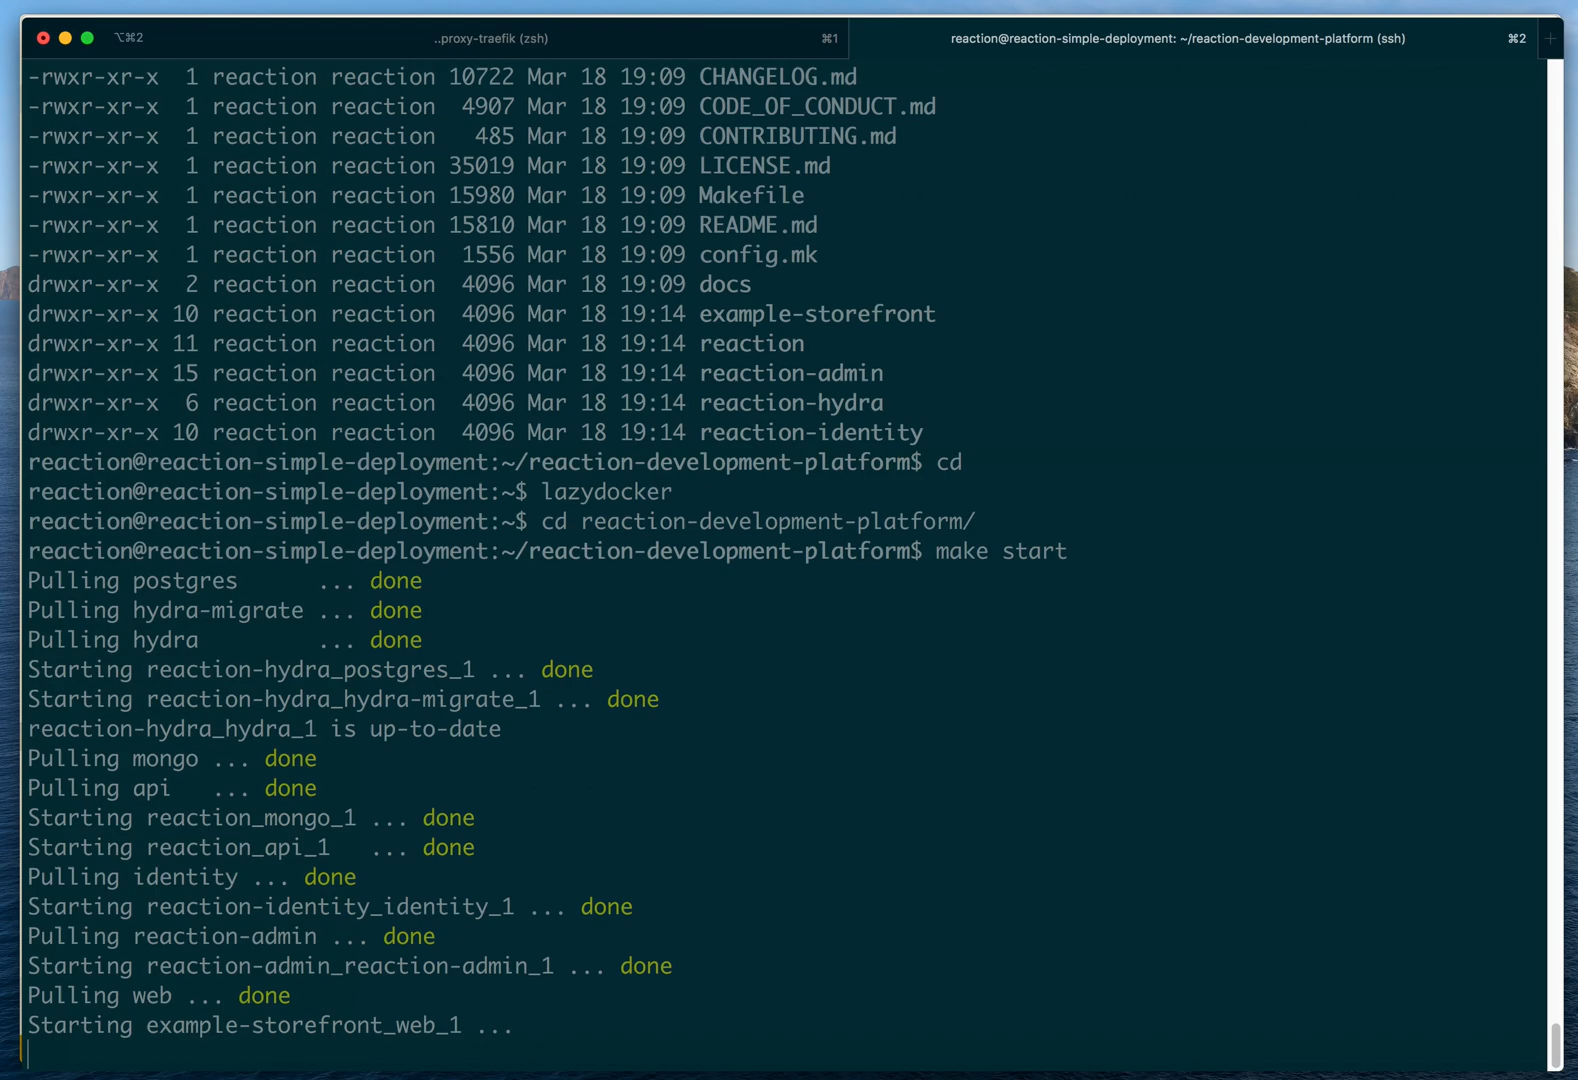 ⌥⌘2
..proxy-traefik (zsh)
⌘1
reaction@reaction-simple-deployment: ~/reaction-development-platform (ssh)
⌘2
-rwxr-xr-x  1 reaction reaction 10722 Mar 18 19:09 CHANGELOG.md
-rwxr-xr-x  1 reaction reaction  4907 Mar 18 19:09 CODE_OF_CONDUCT.md
-rwxr-xr-x  1 reaction reaction   485 Mar 18 19:09 CONTRIBUTING.md
-rwxr-xr-x  1 reaction reaction 35019 Mar 18 19:09 LICENSE.md
-rwxr-xr-x  1 reaction reaction 15980 Mar 18 19:09 Makefile
-rwxr-xr-x  1 reaction reaction 15810 Mar 18 19:09 README.md
-rwxr-xr-x  1 reaction reaction  1556 Mar 18 19:09 config.mk
drwxr-xr-x  2 reaction reaction  4096 Mar 18 19:09 docs
drwxr-xr-x 10 reaction reaction  4096 Mar 18 19:14 example-storefront
drwxr-xr-x 11 reaction reaction  4096 Mar 18 19:14 reaction
drwxr-xr-x 15 reaction reaction  4096 Mar 18 19:14 reaction-admin
drwxr-xr-x  6 reaction reaction  4096 Mar 18 19:14 reaction-hydra
drwxr-xr-x 10 reaction reaction  4096 Mar 18 19:14 reaction-identity
reaction@reaction-simple-deployment:~/reaction-development-platform$ cd
reaction@reaction-simple-deployment:~$ lazydocker
reaction@reaction-simple-deployment:~$ cd reaction-development-platform/
reaction@reaction-simple-deployment:~/reaction-development-platform$ make start
Pulling postgres      ... done
Pulling hydra-migrate ... done
Pulling hydra         ... done
Starting reaction-hydra_postgres_1 ... done
Starting reaction-hydra_hydra-migrate_1 ... done
reaction-hydra_hydra_1 is up-to-date
Pulling mongo ... done
Pulling api   ... done
Starting reaction_mongo_1 ... done
Starting reaction_api_1   ... done
Pulling identity ... done
Starting reaction-identity_identity_1 ... done
Pulling reaction-admin ... done
Starting reaction-admin_reaction-admin_1 ... done
Pulling web ... done
Starting example-storefront_web_1 ...